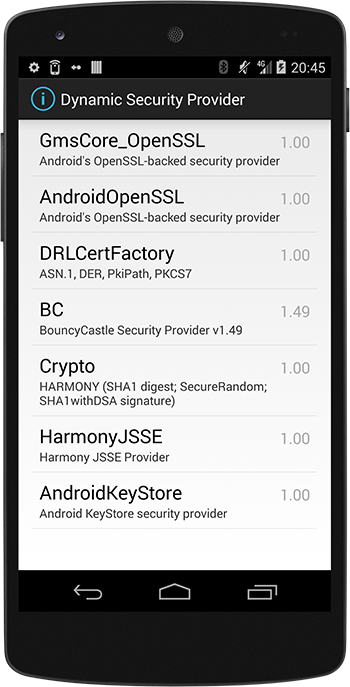 4G
20:45
Dynamic Security Provider
GmsCore_OpenSSL 1.00
Android's OpenSSL-backed security provider
AndroidOpenSSL 1.00
Android's OpenSSL-backed security provider
DRLCertFactory 1.00
ASN.1, DER, PkiPath, PKCS7
BC 1.49
BouncyCastle Security Provider v1.49
Crypto 1.00
HARMONY (SHA1 digest; SecureRandom;
SHA1withDSA signature)
HarmonyJSSE 1.00
Harmony JSSE Provider
AndroidKeyStore 1.00
Android KeyStore security provider